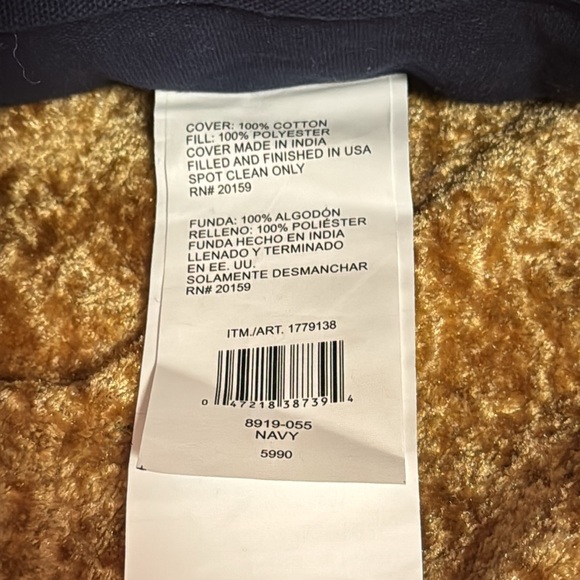 COVER: 100% COTTON
FILL: 100% POLYESTER
COVER MADE IN INDIA
FILLED AND FINISHED IN USA
SPOT CLEAN ONLY
RN# 20159
FUNDA: 100% ALGODÓN
RELLENO: 100% POLIÉSTER
FUNDA HECHO EN INDIA
LLENADO Y TERMINADO
EN EE. UU.
SOLAMENTE DESMANCHAR
RN# 20159
ITM./ART. 1779138
0 47218 38739 4
8919-055
NAVY
5990